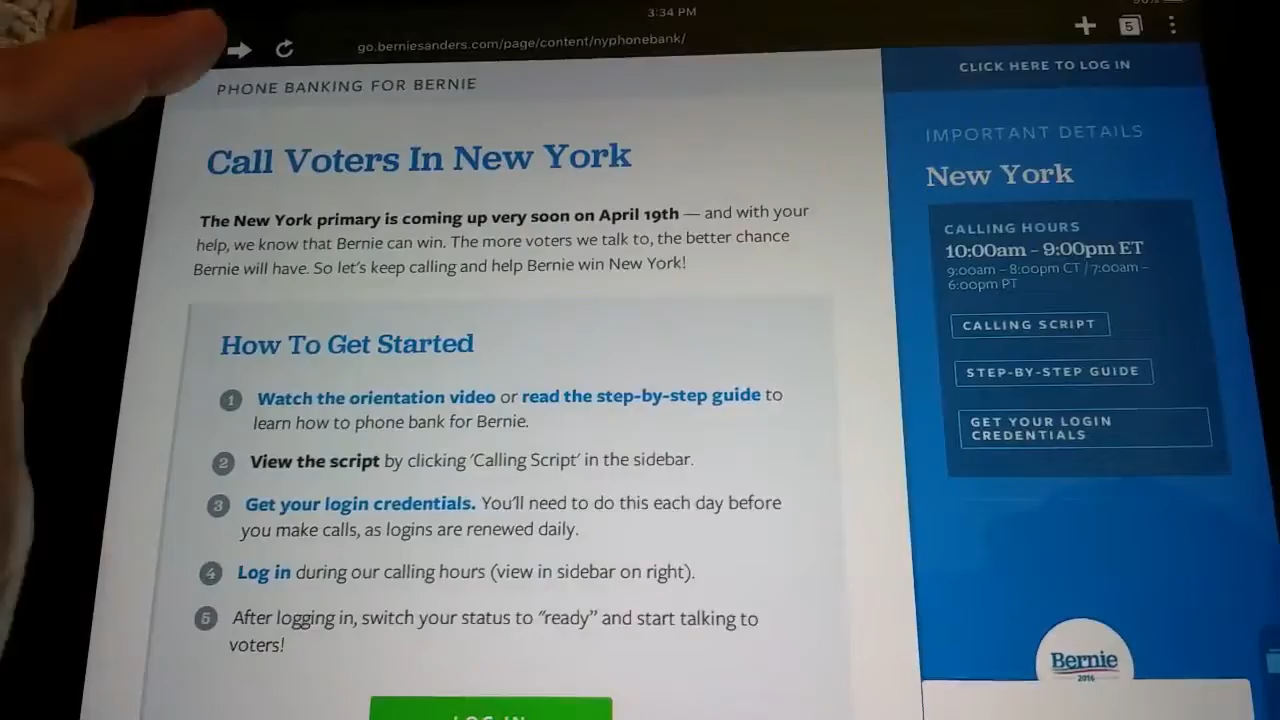 3:34 PM
go.berniesanders.com/page/content/nyphonebank/
5
PHONE BANKING FOR BERNIE
Call Voters In New York
The New York primary is coming up very soon on April 19th — and with your
help, we know that Bernie can win. The more voters we talk to, the better chance
Bernie will have. So let's keep calling and help Bernie win New York!
How To Get Started
1 Watch the orientation video or read the step-by-step guide to
learn how to phone bank for Bernie.
2 View the script by clicking 'Calling Script' in the sidebar.
3 Get your login credentials. You'll need to do this each day before
you make calls, as logins are renewed daily.
4 Log in during our calling hours (view in sidebar on right).
5 After logging in, switch your status to "ready" and start talking to
voters!
LOG IN
CLICK HERE TO LOG IN
IMPORTANT DETAILS
New York
CALLING HOURS
10:00am - 9:00pm ET
9:00am - 8:00pm CT / 7:00am -
6:00pm PT
CALLING SCRIPT
STEP-BY-STEP GUIDE
GET YOUR LOGIN
CREDENTIALS
Bernie
2016